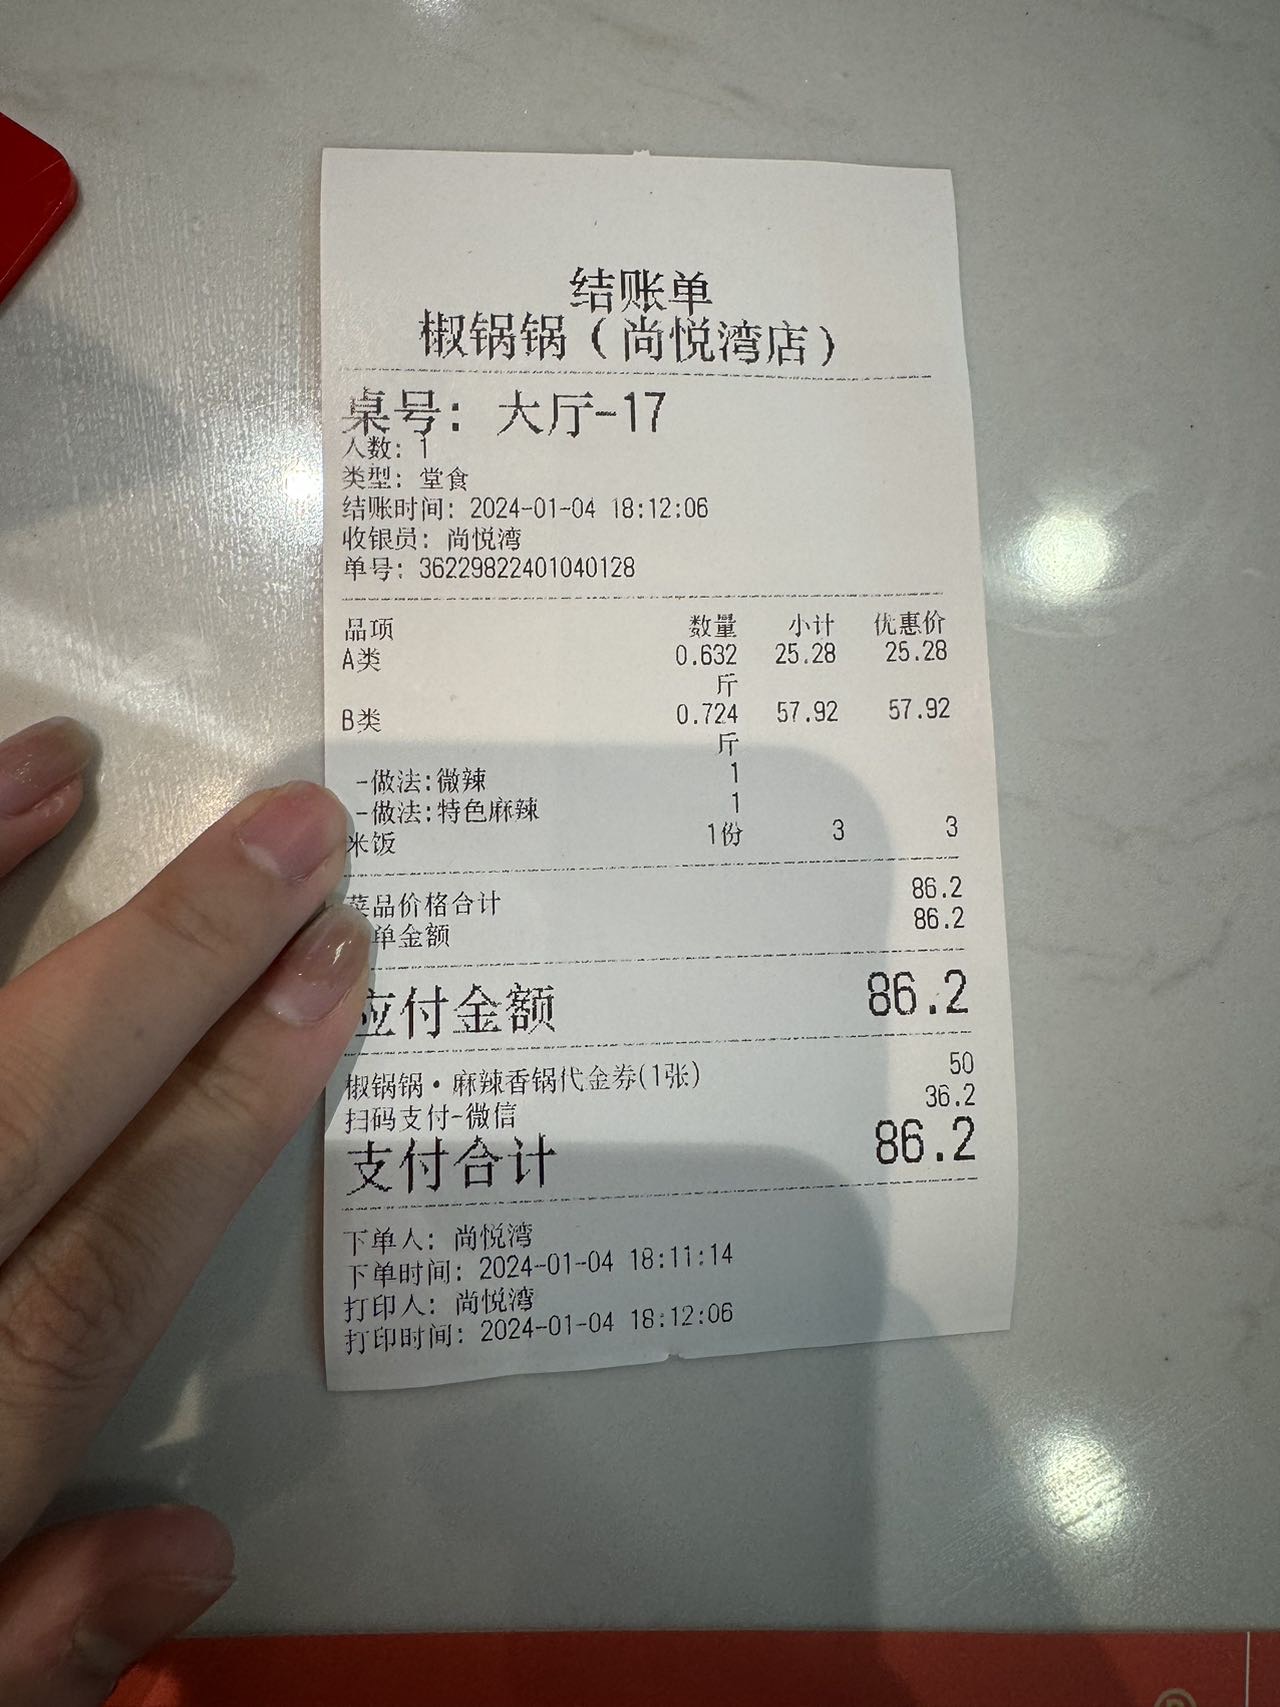 结账单
椒锅锅（尚悦湾店）
桌号：大厅-17
人数：1
类型：堂食
结账时间：2024-01-04 18:12:06
收银员：尚悦湾
单号：36229822401040128
品项 数量 小计 优惠价
A类 0.632 25.28 25.28
斤
B类 0.724 57.92 57.92
斤
-做法:微辣 1
-做法:特色麻辣 1
米饭 1份 3 3
菜品价格合计 86.2
单金额 86.2
应付金额 86.2
椒锅锅·麻辣香锅代金券(1张) 50
扫码支付-微信 36.2
支付合计 86.2
下单人：尚悦湾
下单时间：2024-01-04 18:11:14
打印人：尚悦湾
打印时间：2024-01-04 18:12:06